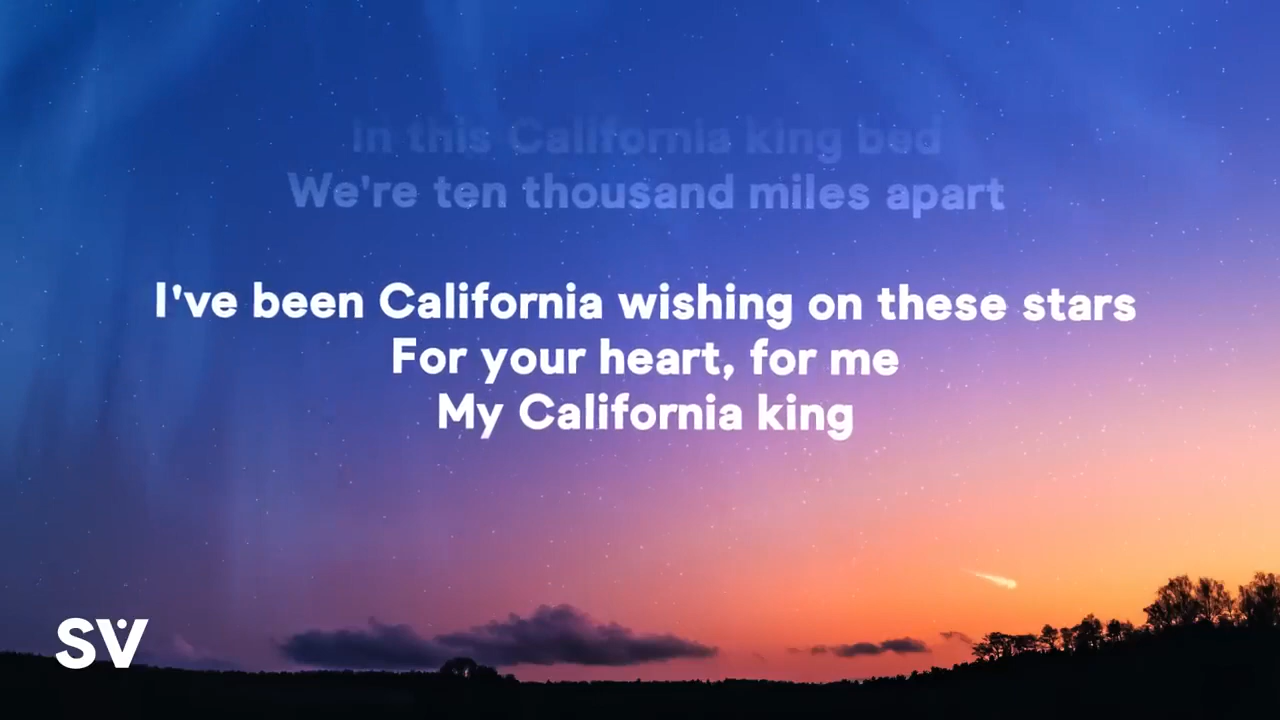 In this California king bed
We're ten thousand miles apart
I've been California wishing on these stars
For your heart, for me
My California king
SV